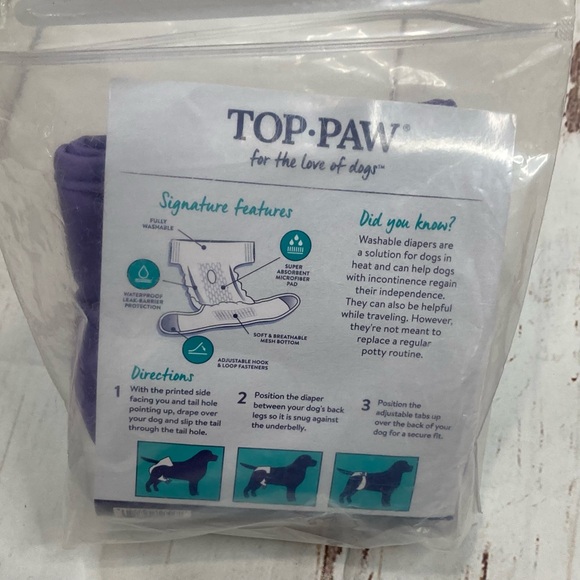 TOP•PAW®
for the love of dogs™
Signature features
FULLY
WASHABLE
SUPER
ABSORBENT
MICROFIBER
PAD
WATERPROOF
LEAK-BARRIER
PROTECTION
SOFT & BREATHABLE
MESH BOTTOM
ADJUSTABLE HOOK
& LOOP FASTENERS
Did you know?
Washable diapers are
a solution for dogs in
heat and can help dogs
with incontinence regain
their independence.
They can also be helpful
while traveling. However,
they're not meant to
replace a regular
potty routine.
Directions
1 With the printed side
facing you and tail hole
pointing up, drape over
your dog and slip the tail
through the tail hole.
2 Position the diaper
between your dog's back
legs so it is snug against
the underbelly.
3 Position the
adjustable tabs up
over the back of your
dog for a secure fit.